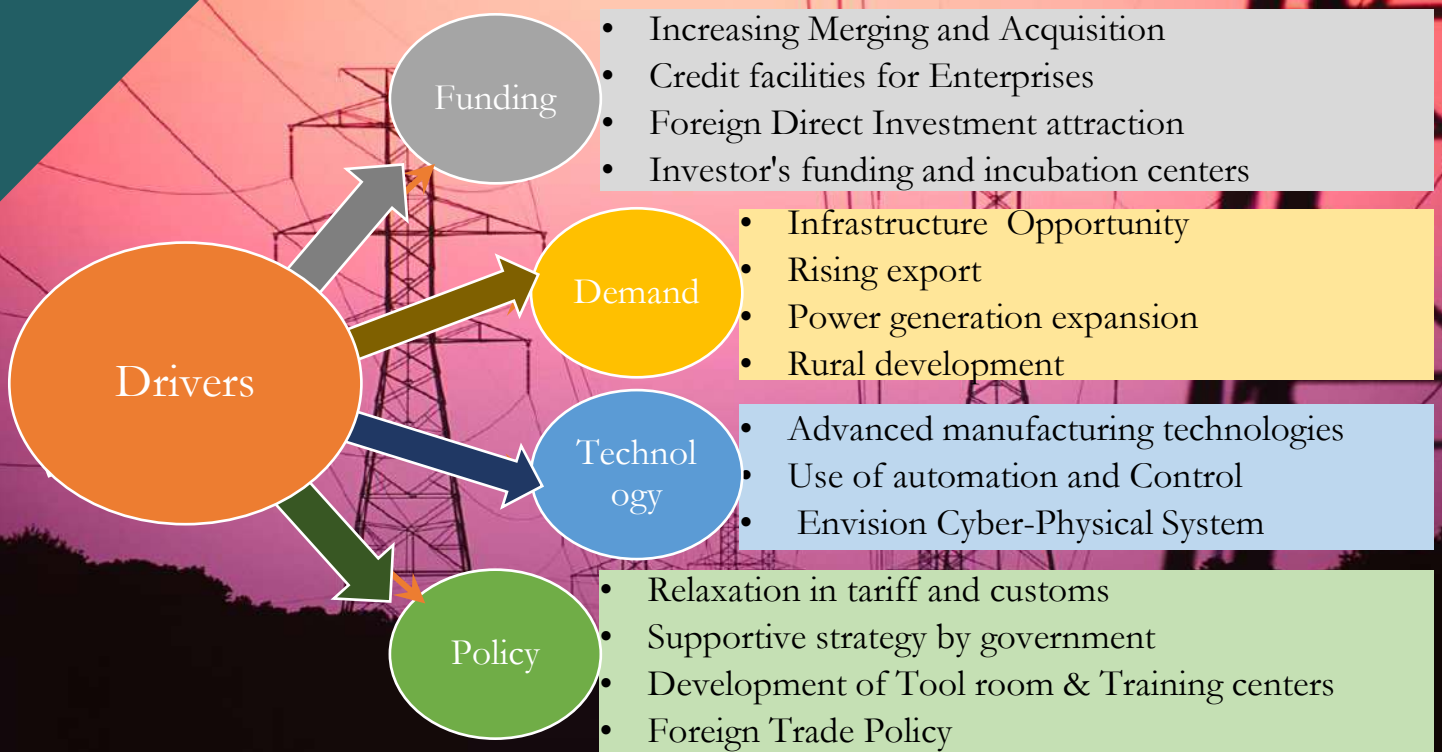 Drivers
Funding
• Increasing Merging and Acquisition
• Credit facilities for Enterprises
• Foreign Direct Investment attraction
• Investor's funding and incubation centers
Demand
• Infrastructure Opportunity
• Rising export
• Power generation expansion
• Rural development
Technol
ogy
• Advanced manufacturing technologies
• Use of automation and Control
• Envision Cyber-Physical System
Policy
• Relaxation in tariff and customs
• Supportive strategy by government
• Development of Tool room & Training centers
• Foreign Trade Policy